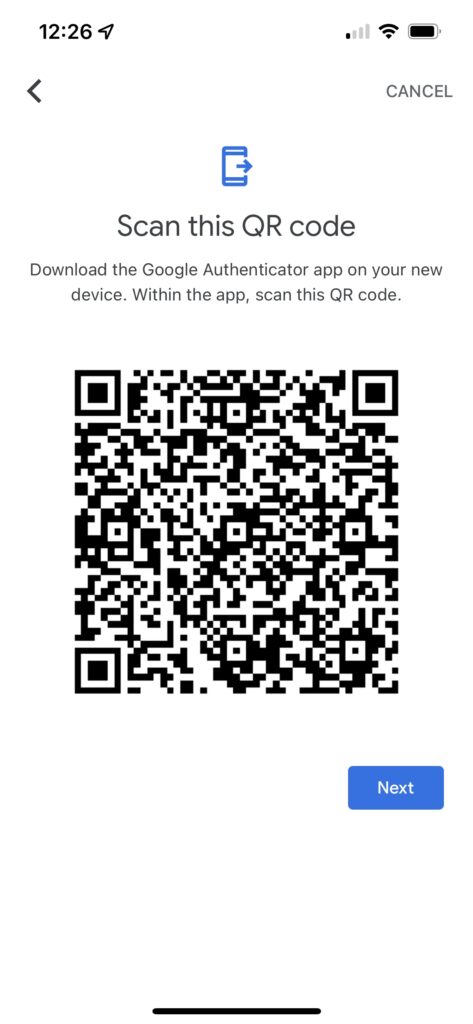 12:26
CANCEL
Scan this QR code
Download the Google Authenticator app on your new
device. Within the app, scan this QR code.
Next